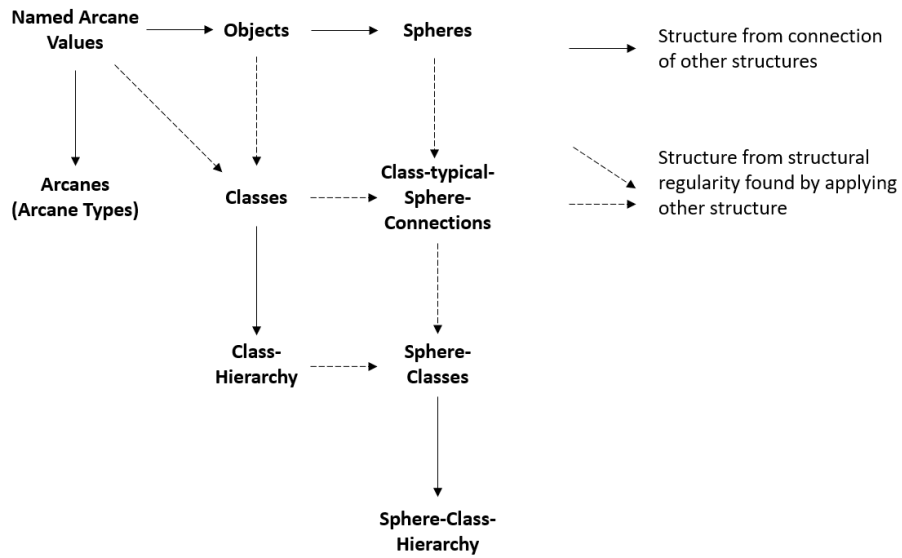 Named Arcane
Values
Objects
Spheres
Structure from connection
of other structures
Arcanes
(Arcane Types)
Classes
Class-typical-
Sphere-
Connections
Structure from structural
regularity found by applying
other structure
Class-
Hierarchy
Sphere-
Classes
Sphere-Class-
Hierarchy